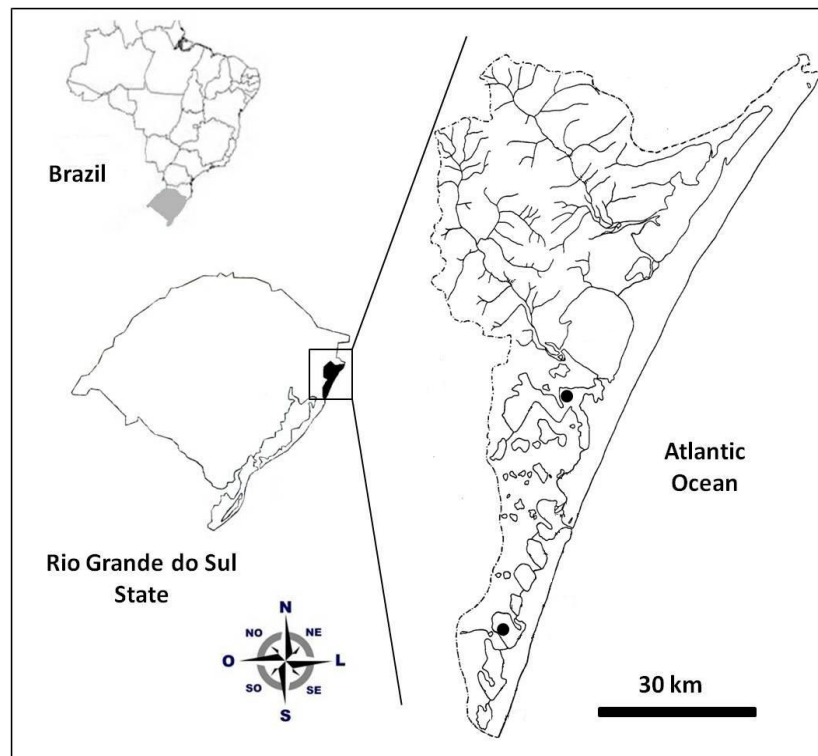 Brazil
Rio Grande do Sul
State
N
NO
NE
O
L
SO
SE
S
Atlantic
Ocean
30 km